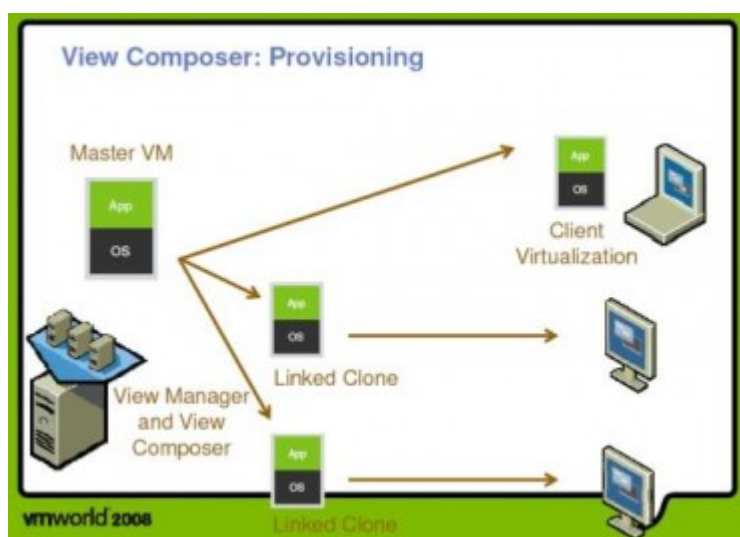 View Composer: Provisioning
Master VM
App
OS
App
OS
Client
Virtualization
App
OS
Linked Clone
View Manager
and View
Composer
App
OS
Linked Clone
vmworld 2008